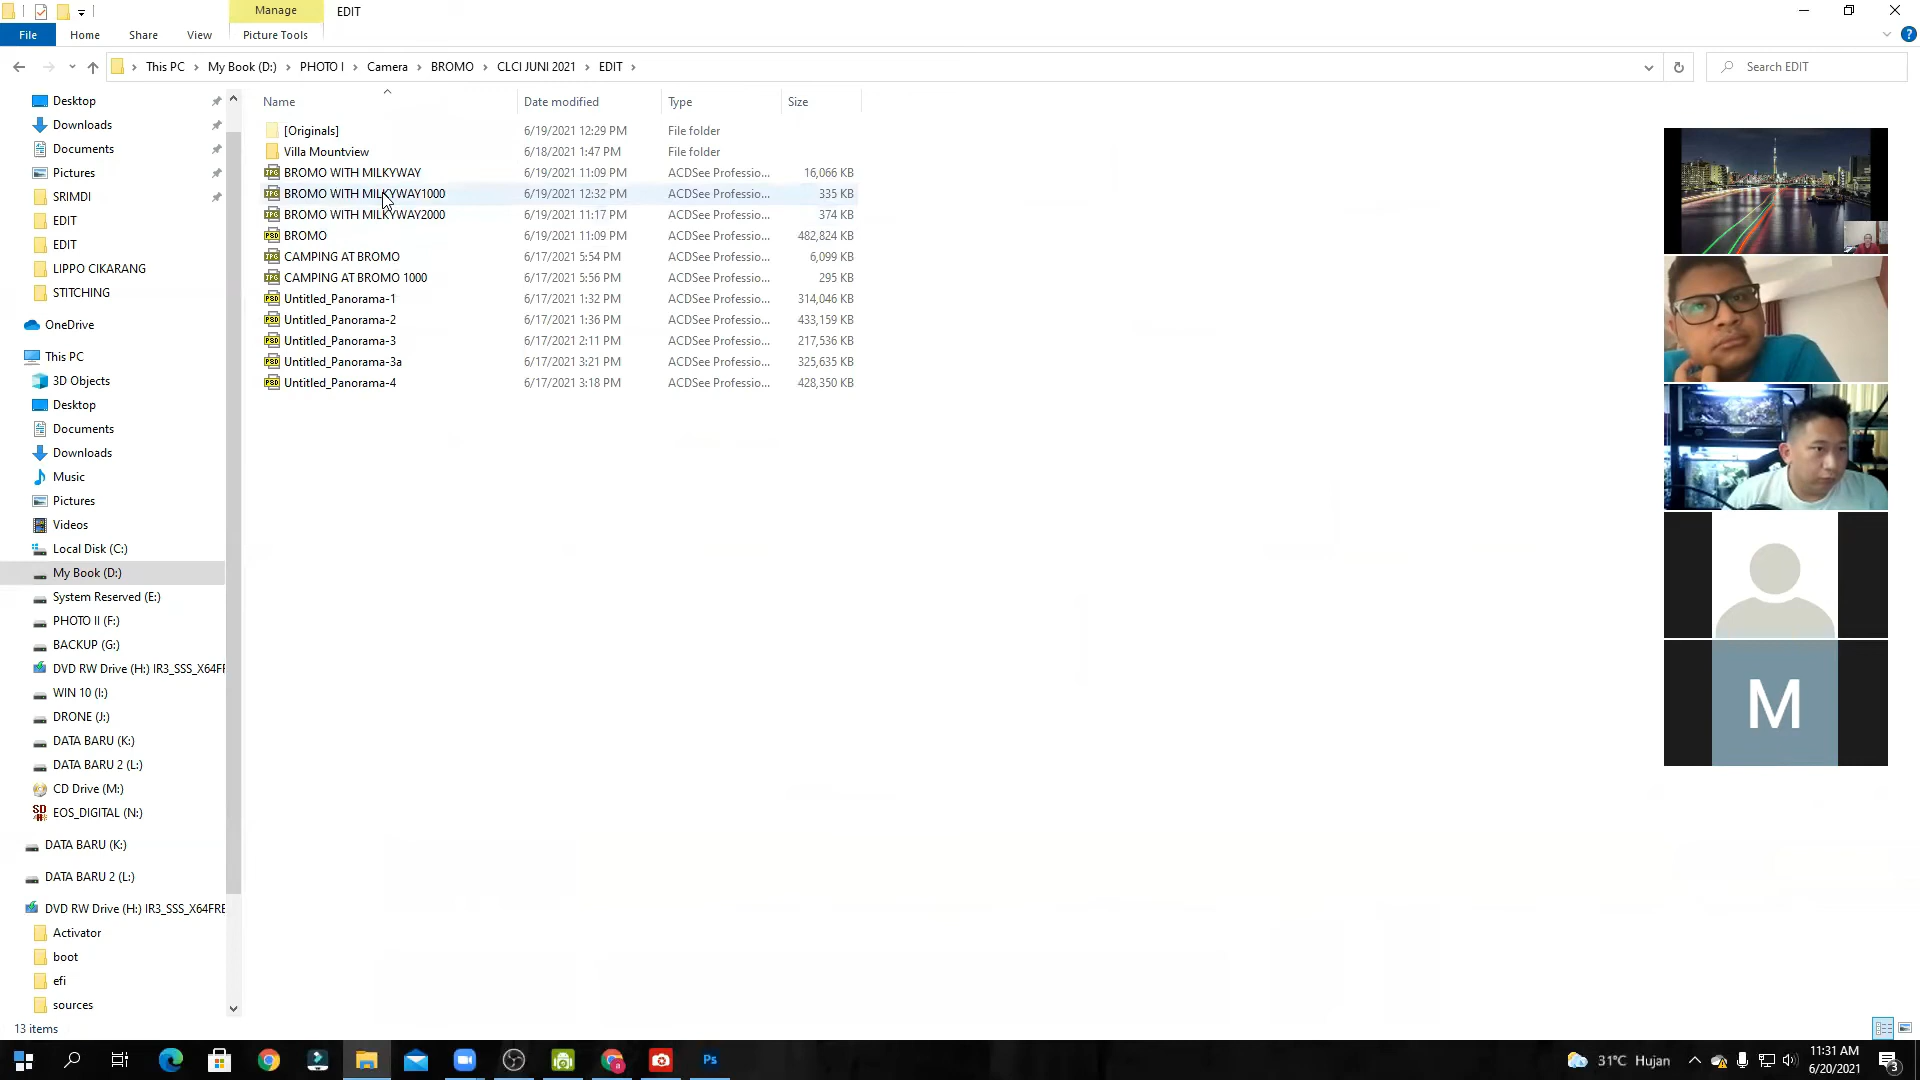 Manage
EDIT
File
Home
Share
View
Picture Tools
This PC
My Book (D:)
PHOTO I
Camera
BROMO
CLCI JUNI 2021
EDIT
Search EDIT
Name
Date modified
Type
Size
[Originals] 6/19/2021 12:29 PM File folder
Villa Mountview 6/18/2021 1:47 PM File folder
BROMO WITH MILKYWAY 6/19/2021 11:09 PM ACDSee Professio... 16,066 KB
BROMO WITH MILKYWAY1000 6/19/2021 12:32 PM ACDSee Professio... 335 KB
BROMO WITH MILKYWAY2000 6/19/2021 11:17 PM ACDSee Professio... 374 KB
BROMO 6/19/2021 11:09 PM ACDSee Professio... 482,824 KB
CAMPING AT BROMO 6/17/2021 5:54 PM ACDSee Professio... 6,099 KB
CAMPING AT BROMO 1000 6/17/2021 5:56 PM ACDSee Professio... 295 KB
Untitled_Panorama-1 6/17/2021 1:32 PM ACDSee Professio... 314,046 KB
Untitled_Panorama-2 6/17/2021 1:36 PM ACDSee Professio... 433,159 KB
Untitled_Panorama-3 6/17/2021 2:11 PM ACDSee Professio... 217,536 KB
Untitled_Panorama-3a 6/17/2021 3:21 PM ACDSee Professio... 325,635 KB
Untitled_Panorama-4 6/17/2021 3:18 PM ACDSee Professio... 428,350 KB
Desktop
Downloads
Documents
Pictures
SRIMDI
EDIT
EDIT
LIPPO CIKARANG
STITCHING
OneDrive
This PC
3D Objects
Desktop
Documents
Downloads
Music
Pictures
Videos
Local Disk (C:)
My Book (D:)
System Reserved (E:)
PHOTO II (F:)
BACKUP (G:)
DVD RW Drive (H:) IR3_SSS_X64FR
WIN 10 (I:)
DRONE (J:)
DATA BARU (K:)
DATA BARU 2 (L:)
CD Drive (M:)
EOS_DIGITAL (N:)
DATA BARU (K:)
DATA BARU 2 (L:)
DVD RW Drive (H:) IR3_SSS_X64FRE
Activator
boot
efi
sources
M
13 items
Ps
31°C Hujan
11:31 AM
6/20/2021
3